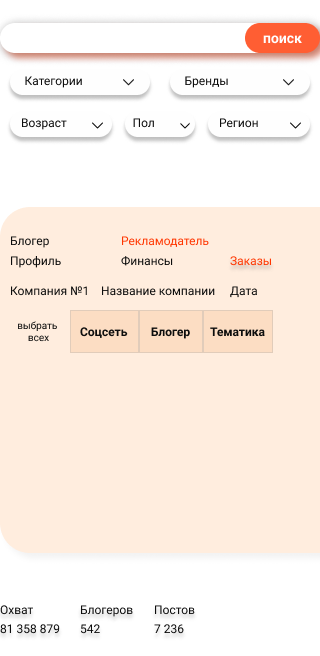 поиск
Категории Бренды
Возраст Пол Регион
Блогер Рекламодатель
Профиль Финансы Заказы
Компания №1 Название компании Дата
выбрать
всех
Соцсеть Блогер Тематика
Охват Блогеров Постов
81 358 879 542 7 236